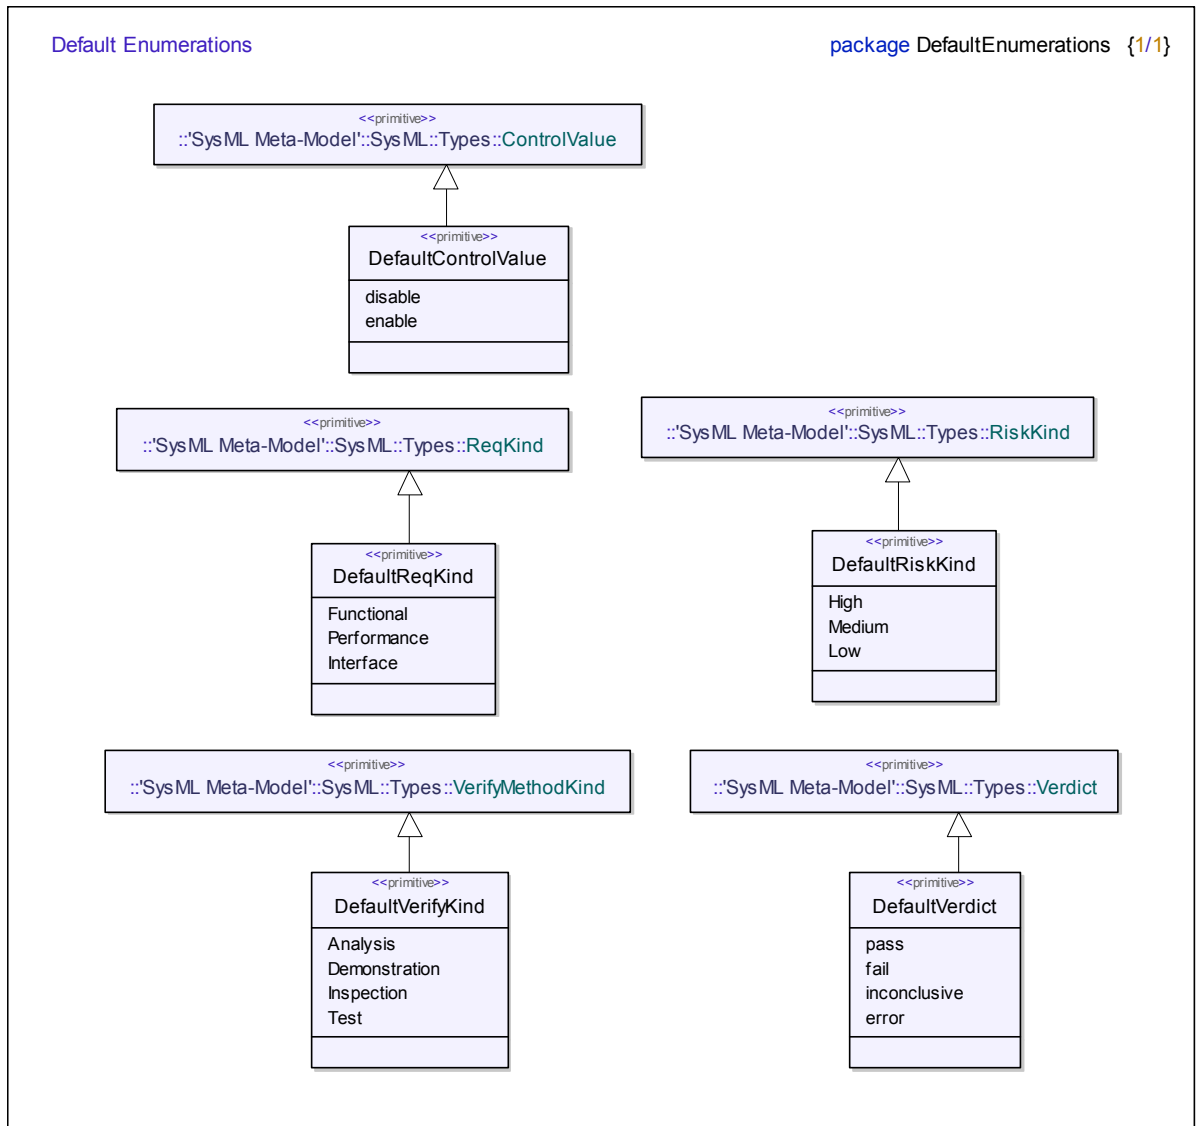 Default Enumerations
package DefaultEnumerations {1/1}
<<primitive>>
::'SysML Meta-Model'::SysML::Types::ControlValue
<<primitive>>
DefaultControlValue
disable
enable
<<primitive>>
::'SysML Meta-Model'::SysML::Types::ReqKind
<<primitive>>
DefaultReqKind
Functional
Performance
Interface
<<primitive>>
::'SysML Meta-Model'::SysML::Types::RiskKind
<<primitive>>
DefaultRiskKind
High
Medium
Low
<<primitive>>
::'SysML Meta-Model'::SysML::Types::VerifyMethodKind
<<primitive>>
DefaultVerifyKind
Analysis
Demonstration
Inspection
Test
<<primitive>>
::'SysML Meta-Model'::SysML::Types::Verdict
<<primitive>>
DefaultVerdict
pass
fail
inconclusive
error